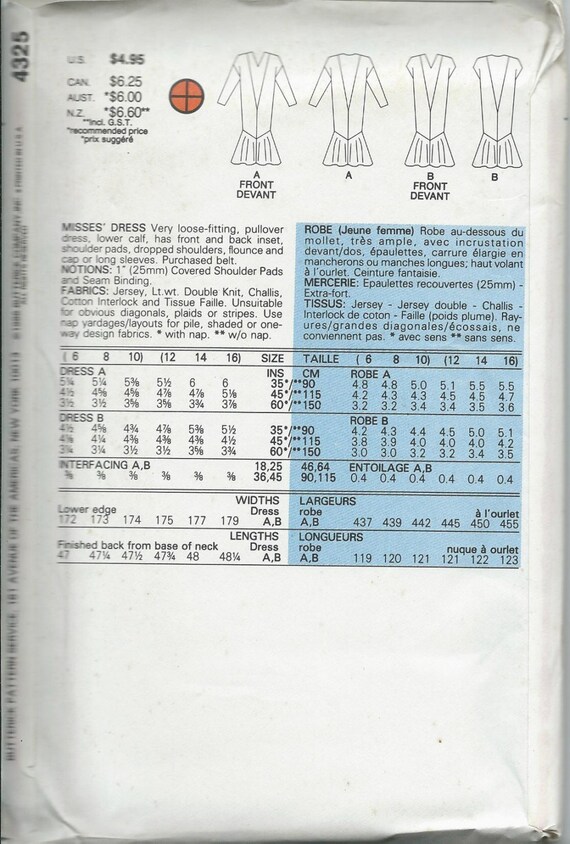 4325
U.S. $4.95
CAN. $6.25
AUST. *$6.00
N.Z. *$6.60**
**Incl. G.S.T.
*recommended price
*prix suggéré
A
FRONT
DEVANT
A
B
FRONT
DEVANT
B
MISSES' DRESS Very loose-fitting, pullover
dress, lower calf, has front and back inset,
shoulder pads, dropped shoulders, flounce and
cap or long sleeves. Purchased belt.
NOTIONS: 1" (25mm) Covered Shoulder Pads
and Seam Binding.
FABRICS: Jersey, Lt.wt. Double Knit, Challis,
Cotton Interlock and Tissue Faille. Unsuitable
for obvious diagonals, plaids or stripes. Use
nap yardages/layouts for pile, shaded or one-
way design fabrics. * with nap. ** w/o nap.
ROBE (Jeune femme) Robe au-dessous du
mollet, très ample, avec incrustation
devant/dos, épaulettes, carrure élargie en
mancherons ou manches longues; haut volant
à l'ourlet. Ceinture fantaisie.
MERCERIE: Epaulettes recouvertes (25mm) -
Extra-fort.
TISSUS: Jersey - Jersey double - Challis -
Interlock de coton - Faille (poids plume). Ray-
ures/grandes diagonales/écossais, ne
conviennent pas. * avec sens ** sans sens.
(6 8 10) (12 14 16) SIZE TAILLE (6 8 10) (12 14 16)
DRESS A INS CM ROBE A
5¼ 5¼ 5⅜ 5½ 6 6 35*/**90 4.8 4.8 5.0 5.1 5.5 5.5
4½ 4⅝ 4⅝ 4⅞ 4⅞ 5⅛ 45*/**115 4.2 4.3 4.3 4.5 4.5 4.7
3½ 3½ 3⅝ 3⅝ 3¾ 3⅞ 60*/**150 3.2 3.2 3.4 3.4 3.5 3.6
DRESS B ROBE B
4½ 4⅝ 4¾ 4⅞ 5⅜ 5½ 35*/**90 4.2 4.3 4.4 4.5 5.0 5.1
4⅛ 4¼ 4⅜ 4⅜ 4⅜ 4½ 45*/**115 3.8 3.9 4.0 4.0 4.0 4.2
3¼ 3¼ 3½ 3½ 3⅝ 3¾ 60*/**150 3.0 3.0 3.2 3.2 3.4 3.5
INTERFACING A,B 18,25 46,64 ENTOILAGE A,B
⅜ ⅜ ⅜ ⅜ ⅜ ⅜ 36,45 90,115 0.4 0.4 0.4 0.4 0.4 0.4
WIDTHS LARGEURS
Lower edge Dress robe à l'ourlet
172 173 174 175 177 179 A,B A,B 437 439 442 445 450 455
LENGTHS LONGUEURS
Finished back from base of neck Dress robe nuque à ourlet
47 47¼ 47½ 47¾ 48 48¼ A,B A,B 119 120 121 121 122 123
BUTTERICK PATTERN SERVICE, 161 AVENUE OF THE AMERICAS, NEW YORK 10013